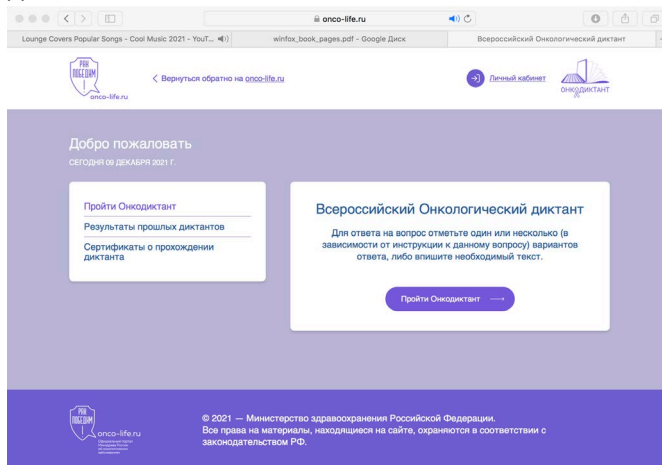 onco-life.ru
Lounge Covers Popular Songs - Cool Music 2021 - YouT...
winfox_book_pages.pdf - Google Диск
Всероссийский Онкологический диктант
РАК ПОБЕДИМ
onco-life.ru
Вернуться обратно на onco-life.ru
Личный кабинет
ОНКОДИКТАНТ
Добро пожаловать
СЕГОДНЯ 09 ДЕКАБРЯ 2021 Г.
Пройти Онкодиктант
Результаты прошлых диктантов
Сертификаты о прохождении
диктанта
Всероссийский Онкологический диктант
Для ответа на вопрос отметьте один или несколько (в
зависимости от инструкции к данному вопросу) вариантов
ответа, либо впишите необходимый текст.
Пройти Онкодиктант
РАК ПОБЕДИМ
onco-life.ru
© 2021 — Министерство здравоохранения Российской Федерации.
Все права на материалы, находящиеся на сайте, охраняются в соответствии с
законодательством РФ.